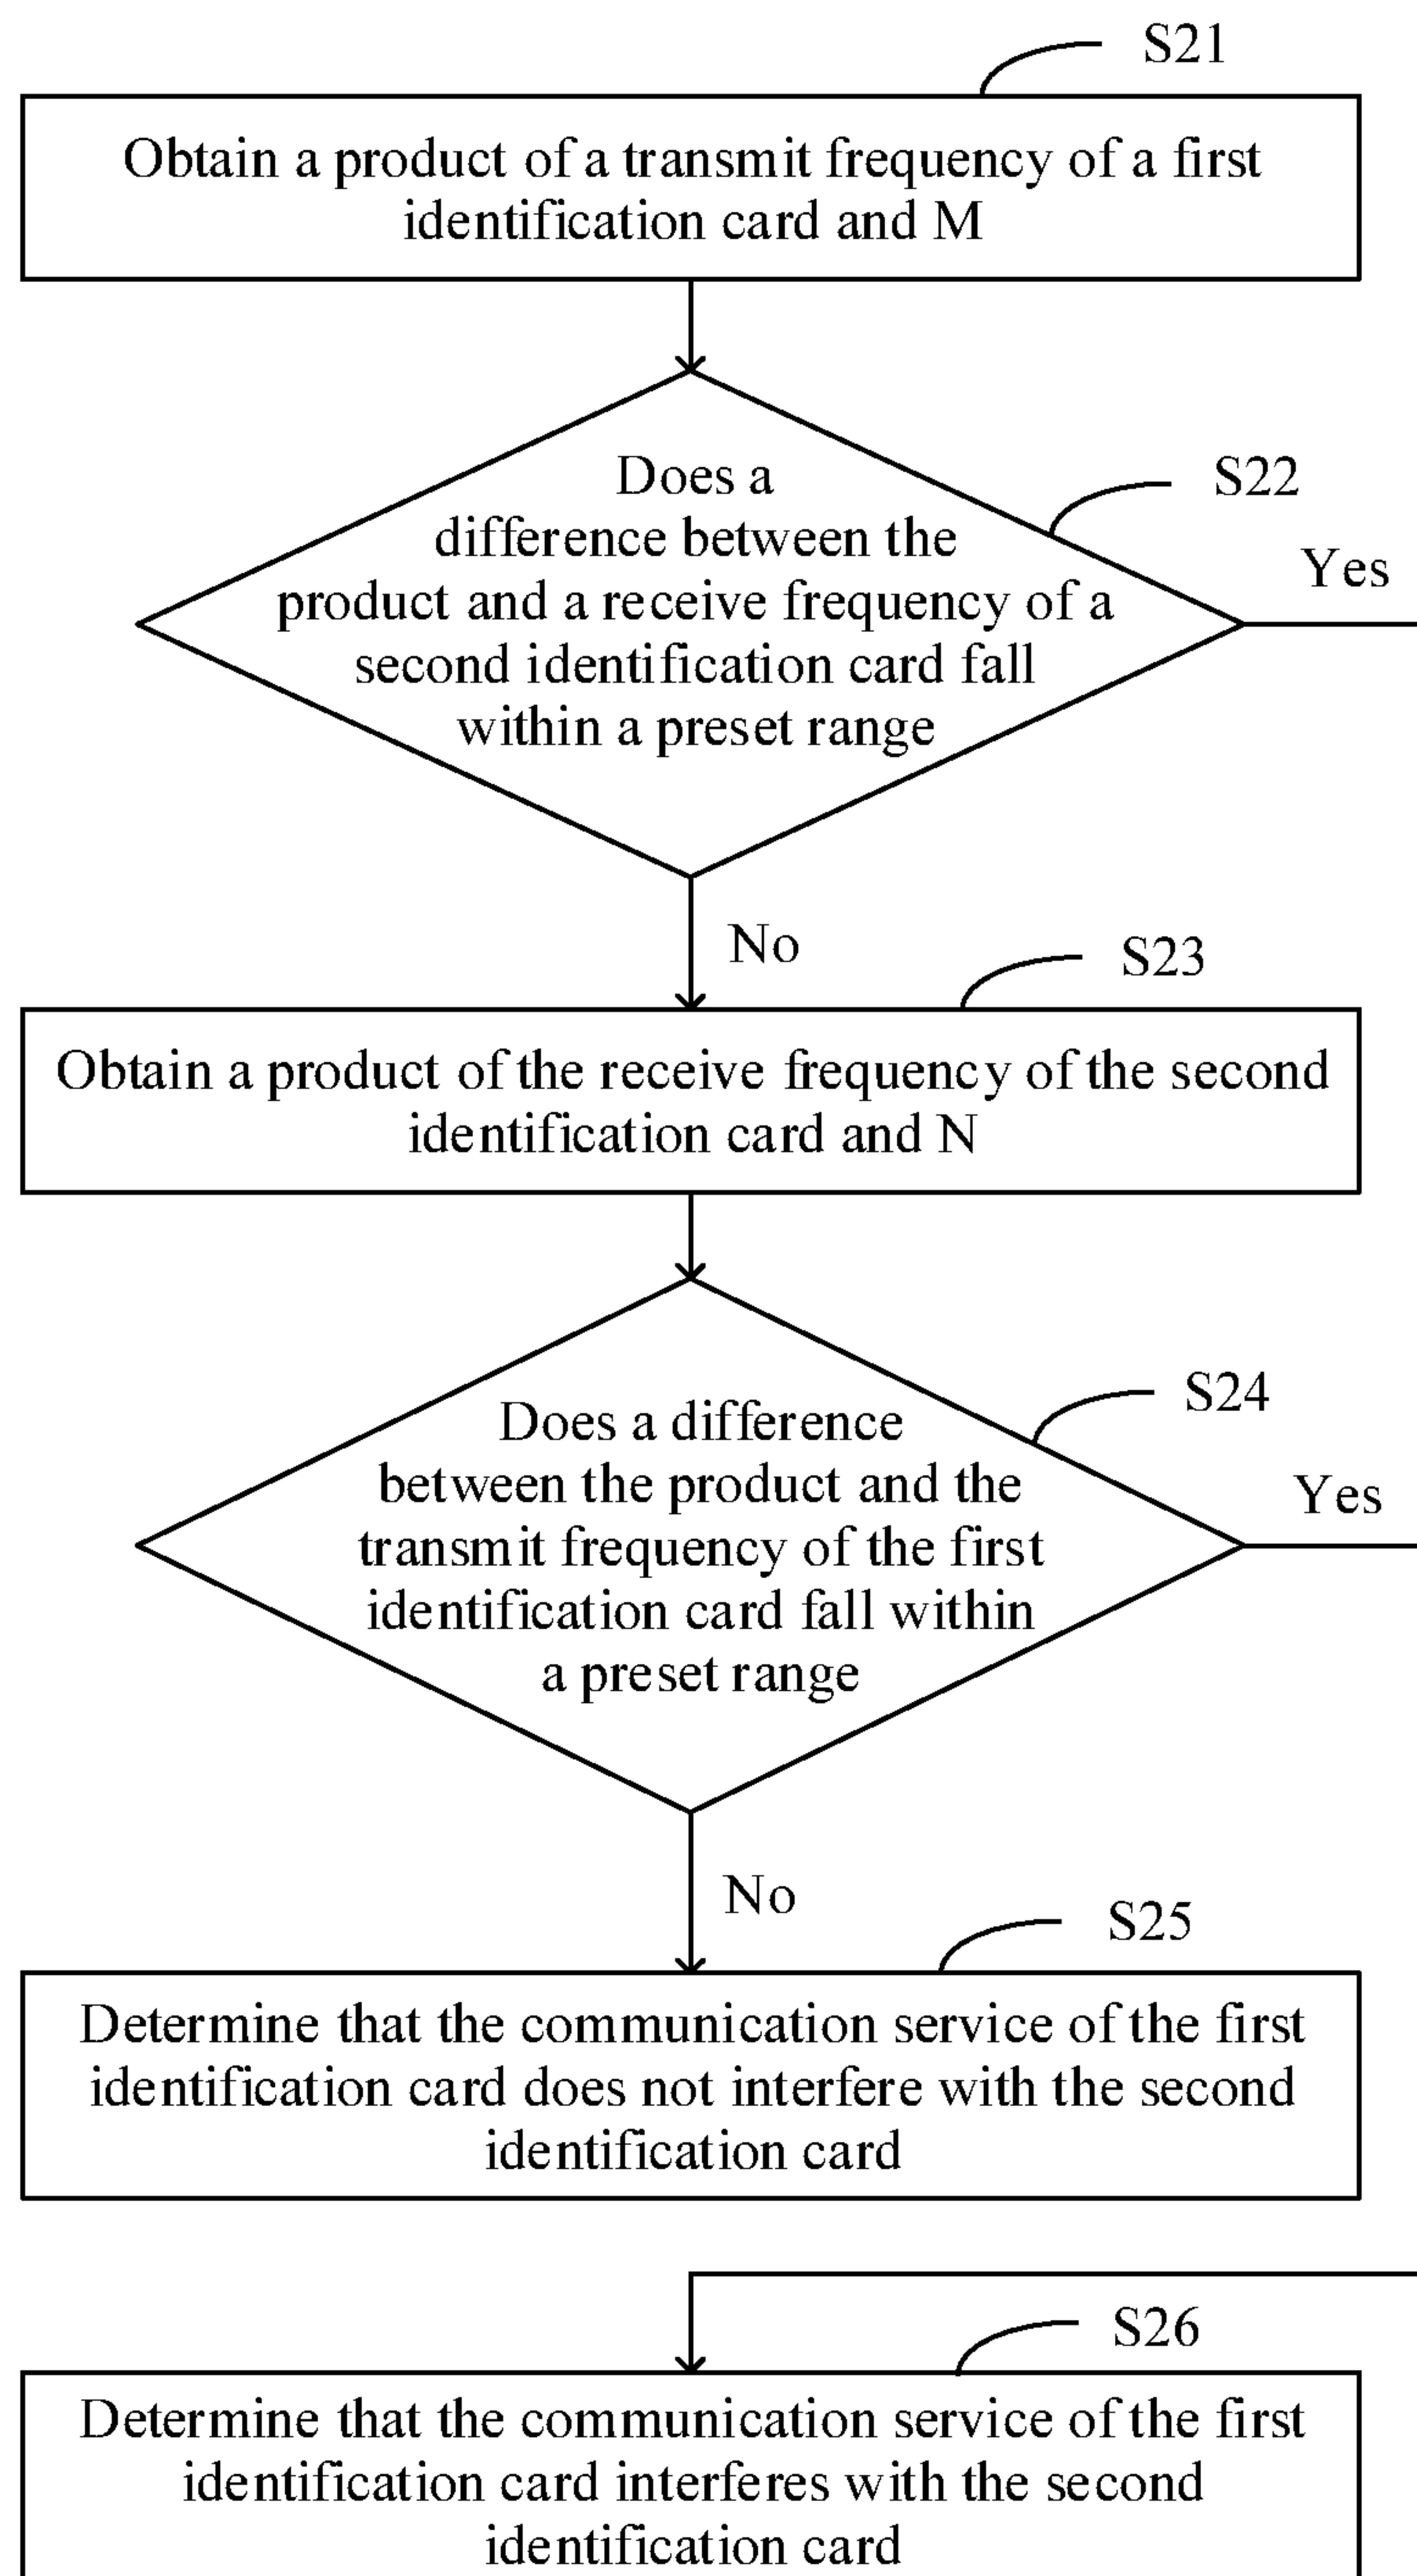 S21
Obtain a product of a transmit frequency of a first
identification card and M
Does a
S22
difference between the
Yes
product and a receive frequency of a
second identification card fall
within a preset range
No
S23
Obtain a product of the receive frequency of the second
identification card and N
S24
Does a difference
between the product and the
Yes
transmit frequency of the first
identification card fall within
a preset range
No
S25
Determine that the communication service of the first
identification card does not interfere with the second
identification card
S26
Determine that the communication service of the first
identification card interferes with the second
identification card